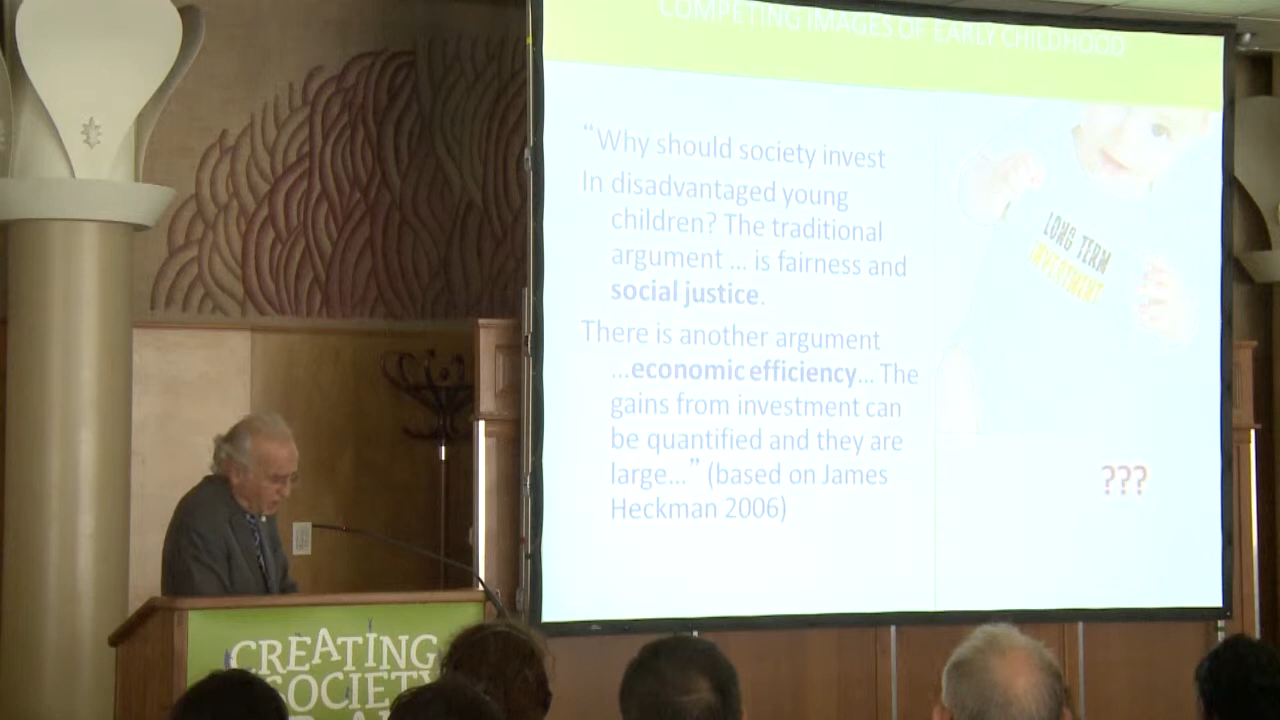 COMPETING IMAGES OF EARLY CHILDHOOD
“Why should society invest
In disadvantaged young
children? The traditional
argument ... is fairness and
social justice.
There is another argument
...economic efficiency... The
gains from investment can
be quantified and they are
large...” (based on James
Heckman 2006)
LONG TERM
INVESTMENT
???
CREATING
SOCIETY